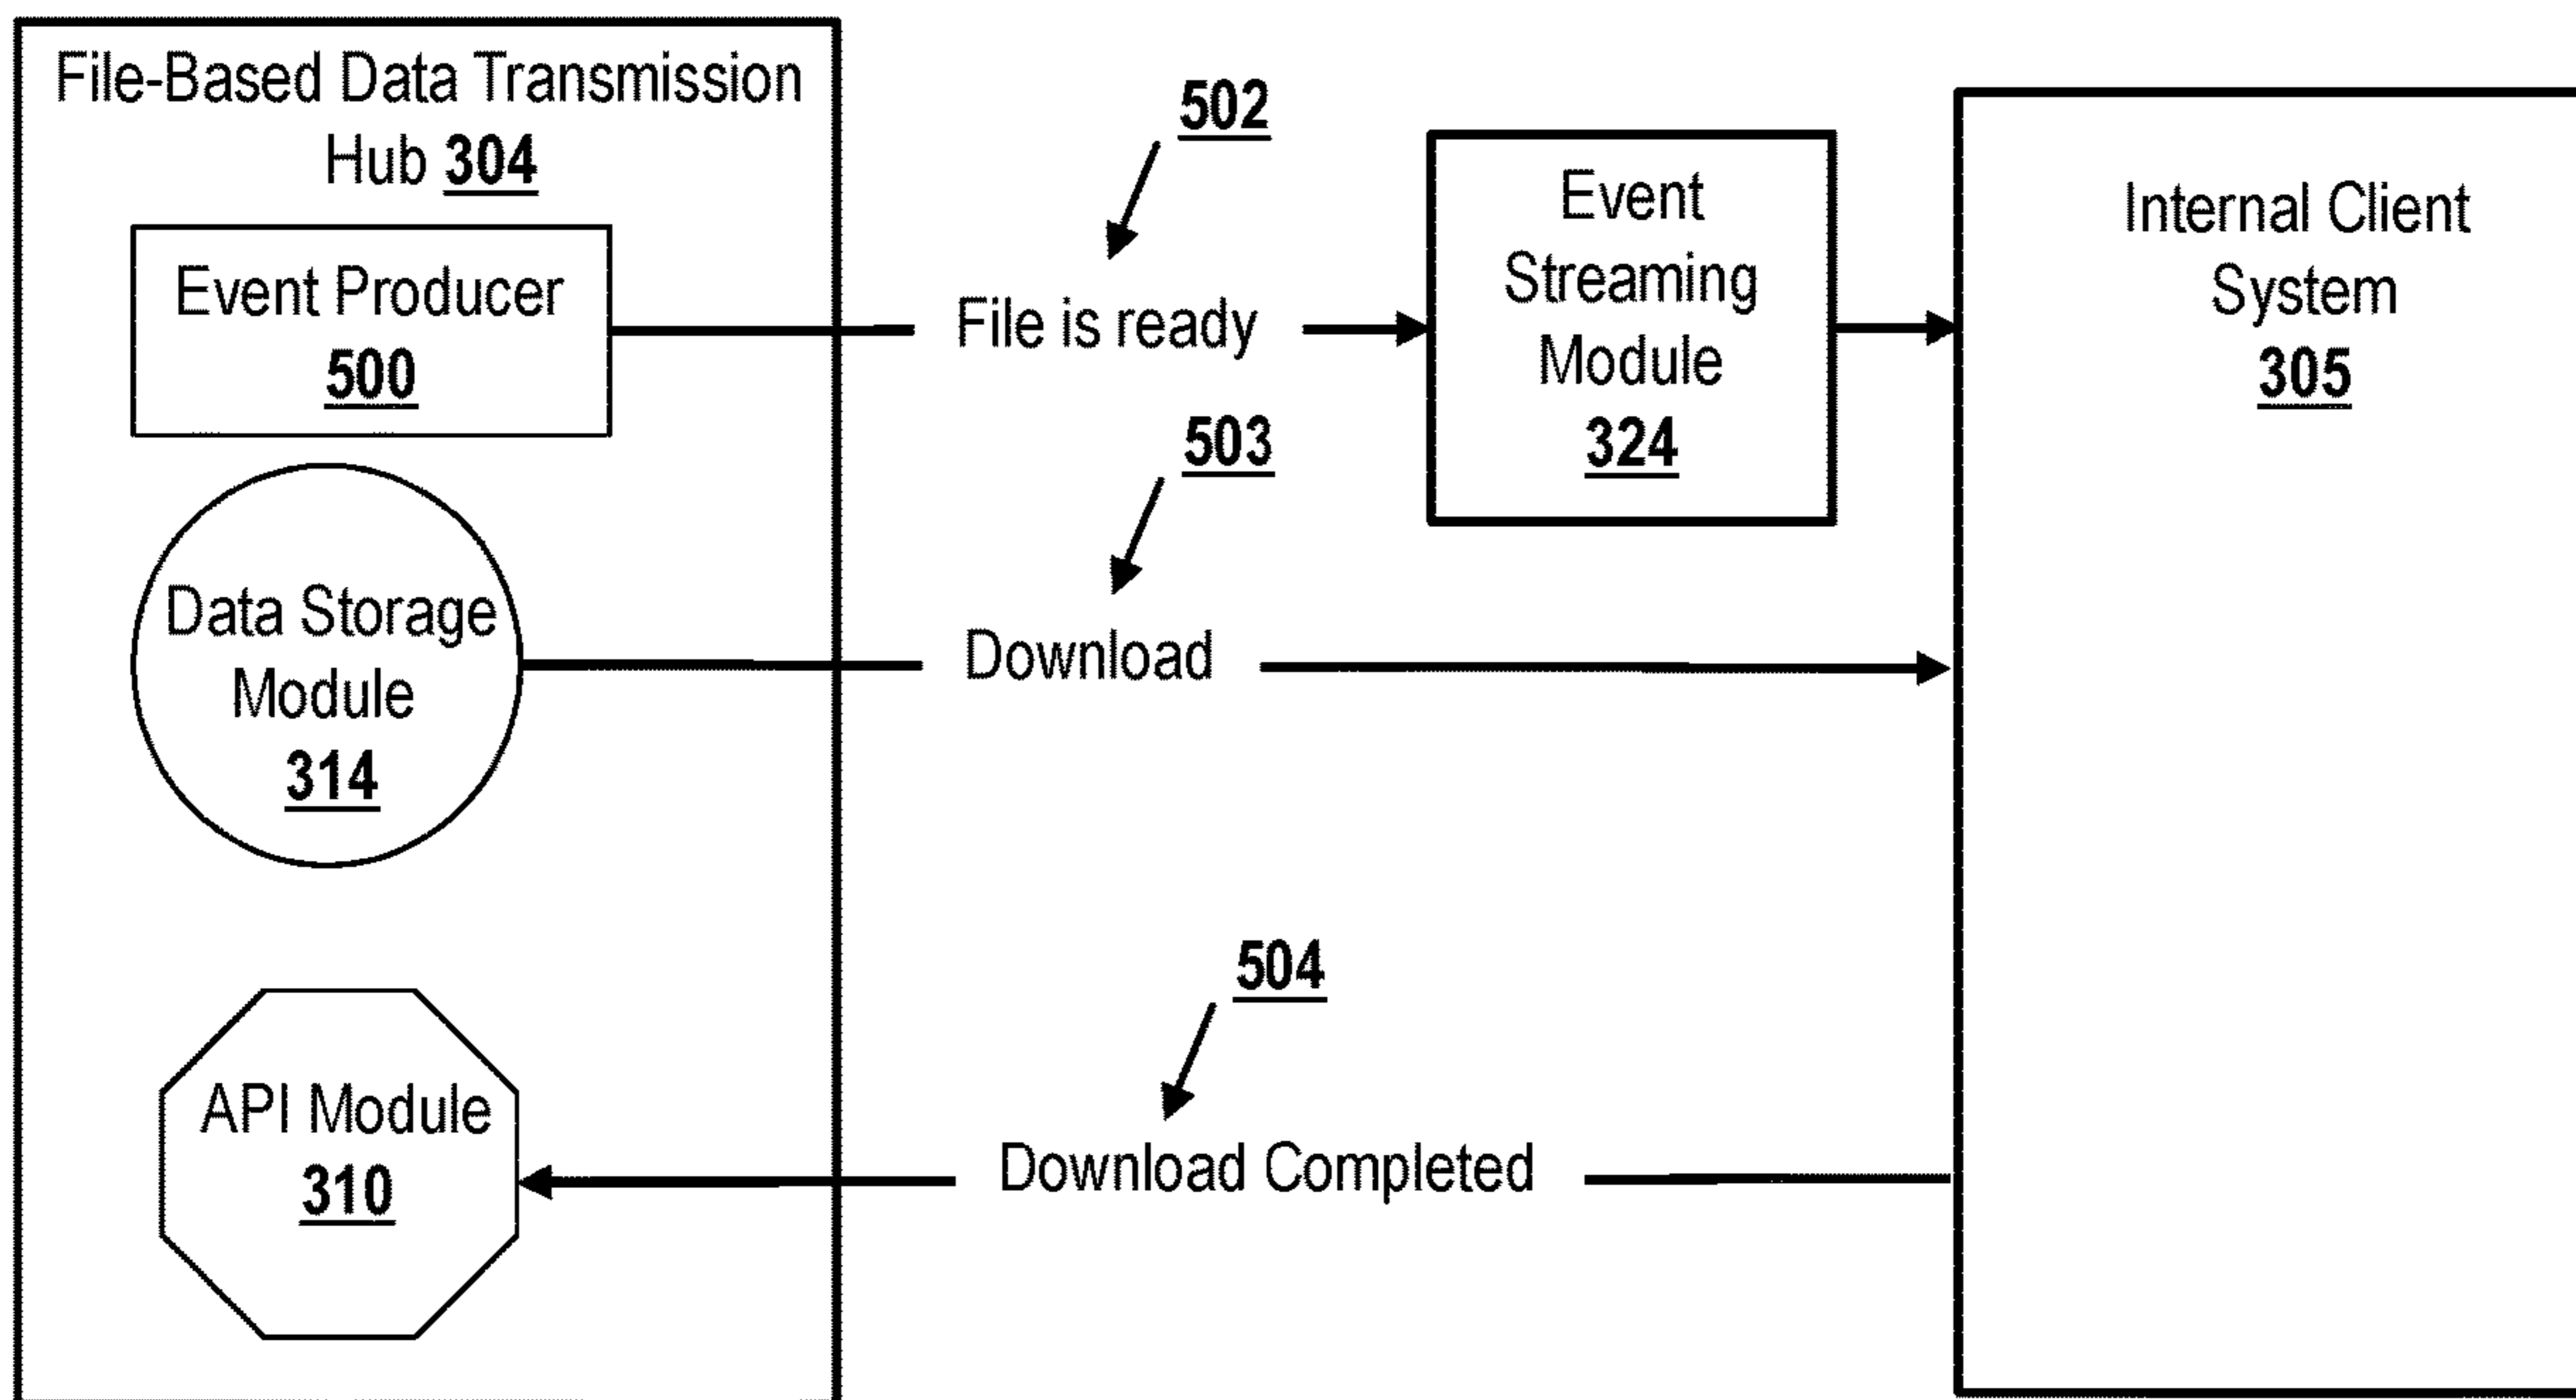 File-Based Data Transmission
Hub 304
Event Producer
500
Data Storage
Module
314
API Module
310
502
File is ready
503
Download
504
Download Completed
Event
Streaming
Module
324
Internal Client
System
305